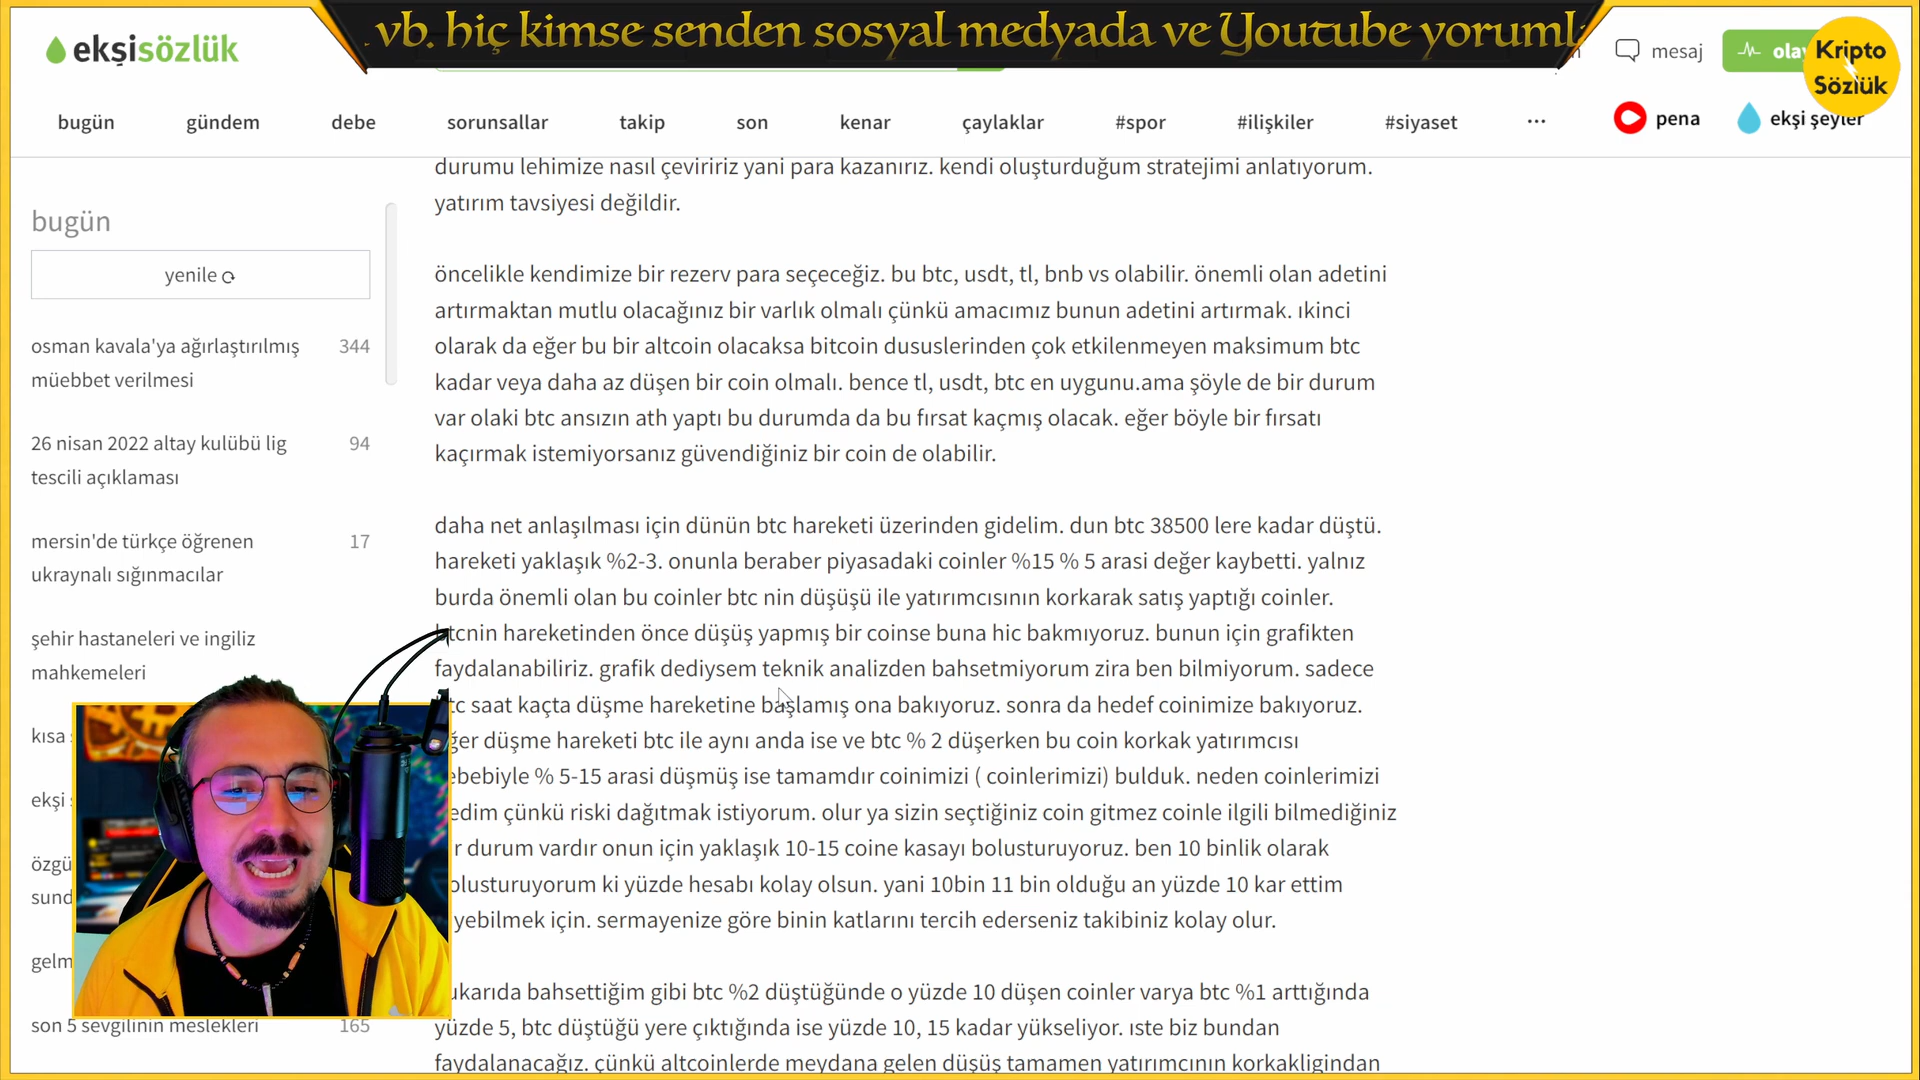 vb. hiç kimse senden sosyal medyada ve Youtube yoruml
ekşisözlük
mesaj
ola
Kripto
Sözlük
bugün
gündem
debe
sorunsallar
takip
son
kenar
çaylaklar
#spor
#ilişkiler
#siyaset
...
pena
ekşi şeyler
bugün
yenile
osman kavala'ya ağırlaştırılmış 344
müebbet verilmesi
26 nisan 2022 altay kulübü lig 94
tescili açıklaması
mersin'de türkçe öğrenen 17
ukraynalı sığınmacılar
şehir hastaneleri ve ingiliz
mahkemeleri
kısa
ekşi
özgü
sund
gelm
son 5 sevgilinin meslekleri 165
durumu lehimize nasıl çeviririz yani para kazanırız. kendi oluşturduğum stratejimi anlatıyorum.
yatırım tavsiyesi değildir.
öncelikle kendimize bir rezerv para seçeceğiz. bu btc, usdt, tl, bnb vs olabilir. önemli olan adetini
artırmaktan mutlu olacağınız bir varlık olmalı çünkü amacımız bunun adetini artırmak. ıkinci
olarak da eğer bu bir altcoin olacaksa bitcoin dususlerinden çok etkilenmeyen maksimum btc
kadar veya daha az düşen bir coin olmalı. bence tl, usdt, btc en uygunu.ama şöyle de bir durum
var olaki btc ansızın ath yaptı bu durumda da bu fırsat kaçmış olacak. eğer böyle bir fırsatı
kaçırmak istemiyorsanız güvendiğiniz bir coin de olabilir.
daha net anlaşılması için dünün btc hareketi üzerinden gidelim. dun btc 38500 lere kadar düştü.
hareketi yaklaşık %2-3. onunla beraber piyasadaki coinler %15 % 5 arasi değer kaybetti. yalnız
burda önemli olan bu coinler btc nin düşüşü ile yatırımcısının korkarak satış yaptığı coinler.
btcnin hareketinden önce düşüş yapmış bir coinse buna hic bakmıyoruz. bunun için grafikten
faydalanabiliriz. grafik dediysem teknik analizden bahsetmiyorum zira ben bilmiyorum. sadece
tc saat kaçta düşme hareketine başlamış ona bakıyoruz. sonra da hedef coinimize bakıyoruz.
ğer düşme hareketi btc ile aynı anda ise ve btc % 2 düşerken bu coin korkak yatırımcısı
ebebiyle % 5-15 arasi düşmüş ise tamamdır coinimizi ( coinlerimizi) bulduk. neden coinlerimizi
edim çünkü riski dağıtmak istiyorum. olur ya sizin seçtiğiniz coin gitmez coinle ilgili bilmediğiniz
r durum vardır onun için yaklaşık 10-15 coine kasayı bolusturuyoruz. ben 10 binlik olarak
olusturuyorum ki yüzde hesabı kolay olsun. yani 10bin 11 bin olduğu an yüzde 10 kar ettim
yebilmek için. sermayenize göre binin katlarını tercih ederseniz takibiniz kolay olur.
ukarıda bahsettiğim gibi btc %2 düştüğünde o yüzde 10 düşen coinler varya btc %1 arttığında
yüzde 5, btc düştüğü yere çıktığında ise yüzde 10, 15 kadar yükseliyor. ıste biz bundan
faydalanacağız. çünkü altcoinlerde meydana gelen düşüş tamamen yatırımcının korkakligindan